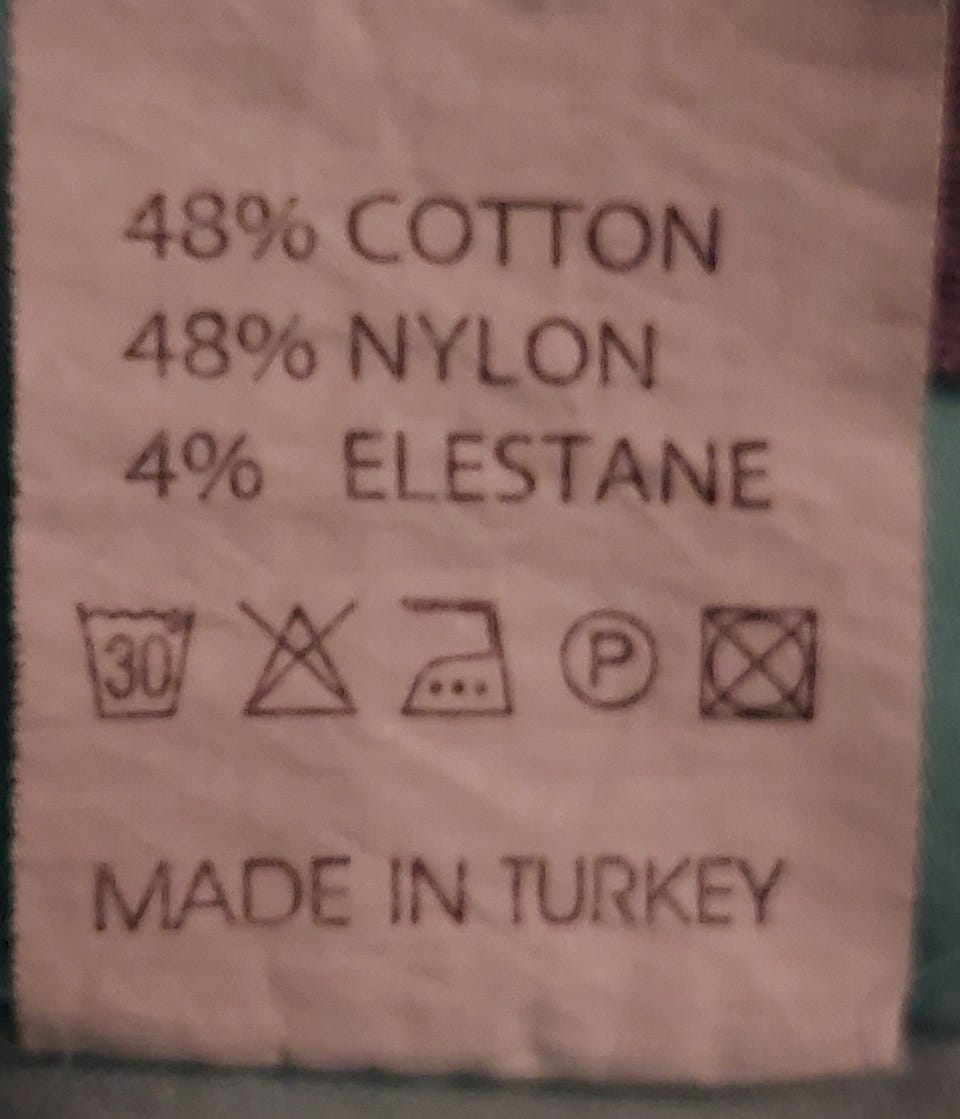 48% COTTON
48% NYLON
4% ELESTANE
30 P
MADE IN TURKEY